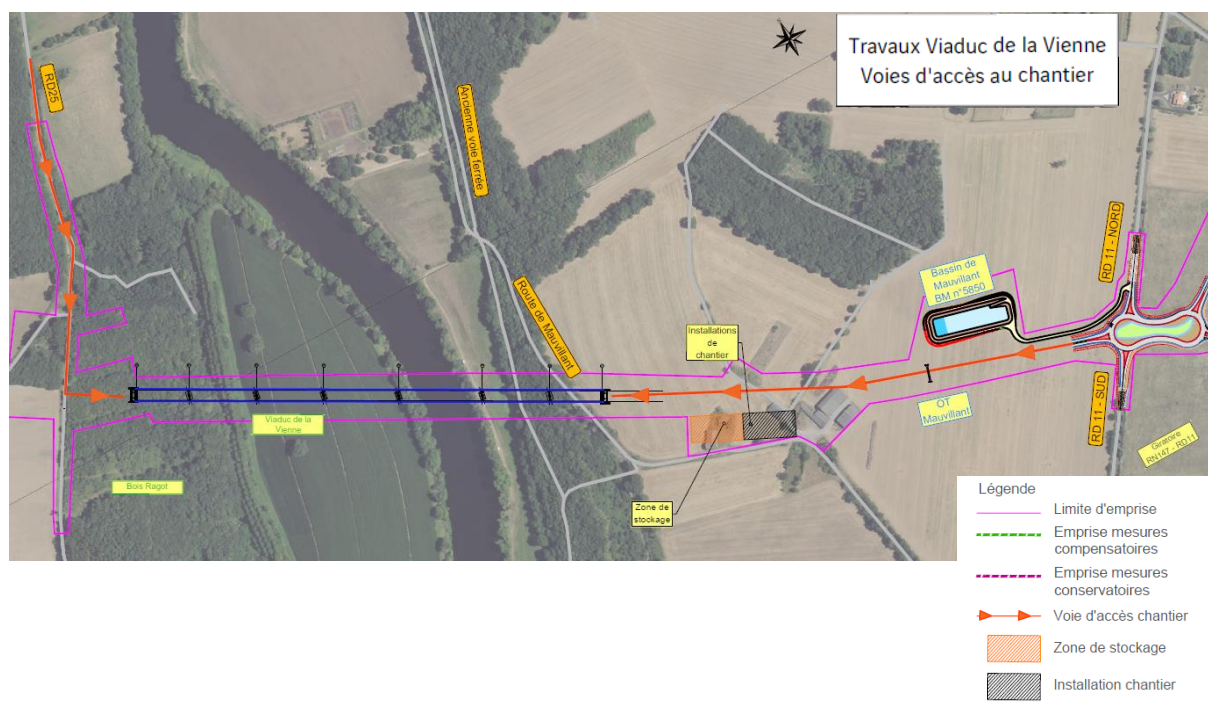 Travaux Viaduc de la Vienne
Voies d'accès au chantier
RD25
Ancienne voie ferrée
Route de Mauvillant
RD 11 - NORD
Bassin de
Mauvillant
BM n°5850
Installations
de
chantier
RD 11 - SUD
OT
Mauvillant
Giratoire
RN147 - RD11
Viaduc de la
Vienne
Bois Ragot
Zone de
stockage
Légende
Limite d'emprise
Emprise mesures
compensatoires
Emprise mesures
conservatoires
Voie d'accès chantier
Zone de stockage
Installation chantier